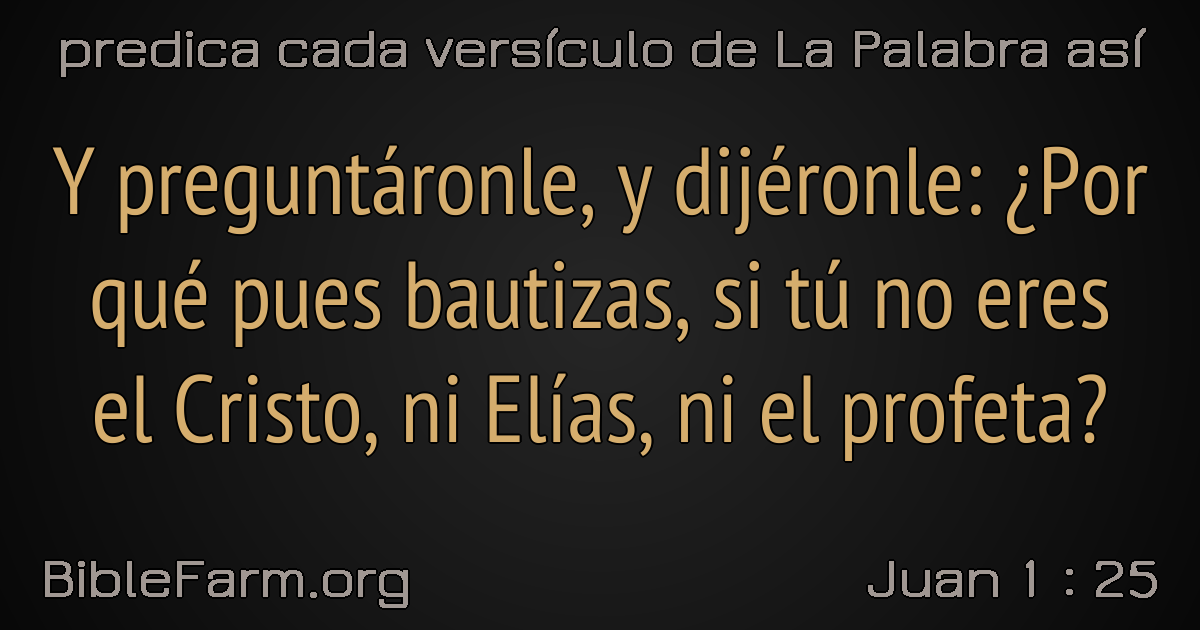 predica cada versículo de La Palabra así
Y preguntáronle, y dijéronle: ¿Por
qué pues bautizas, si tú no eres
el Cristo, ni Elías, ni el profeta?
BibleFarm.org
Juan 1 : 25